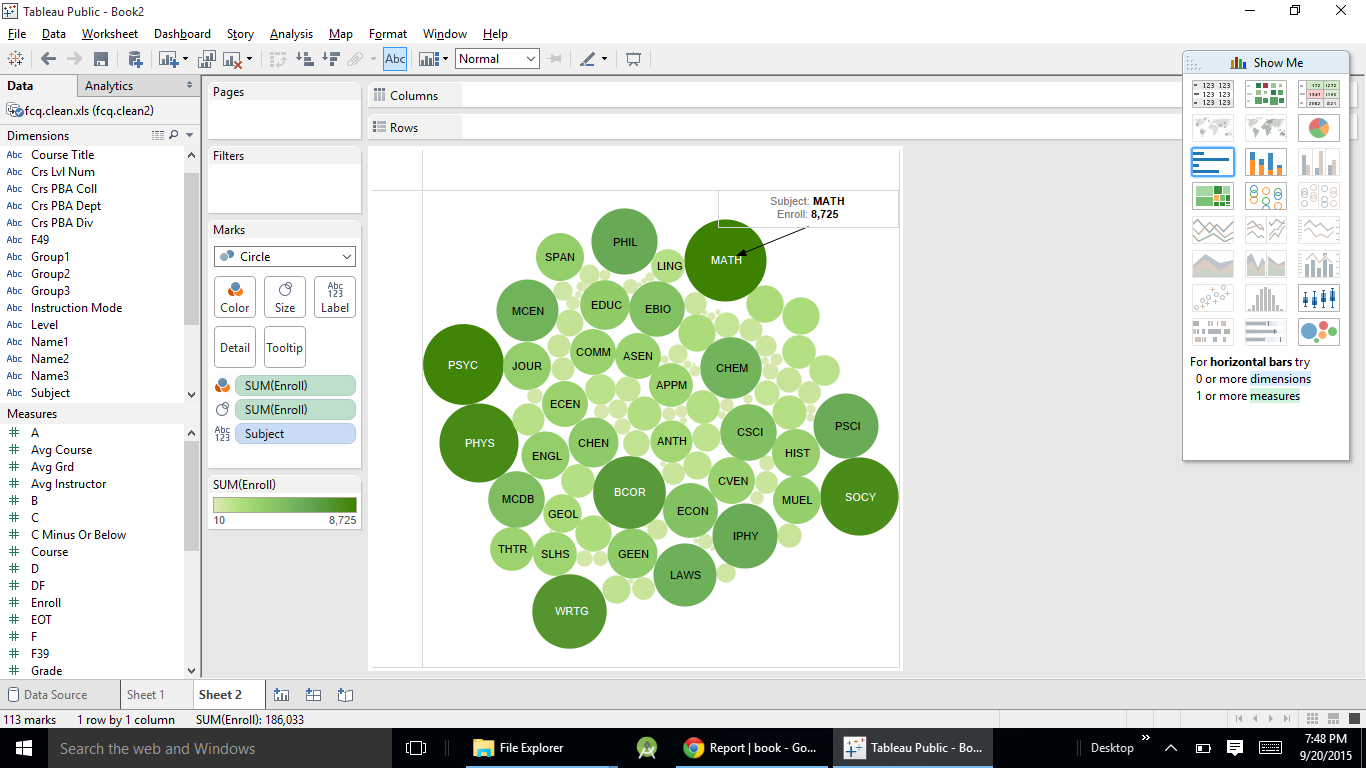 Tableau Public - Book2
File Data Worksheet Dashboard Story Analysis Map Format Window Help
Abc Normal
Data Analytics
fcq.clean.xls (fcq.clean2)
Dimensions
Abc Course Title
Abc Crs Lvl Num
Abc Crs PBA Coll
Abc Crs PBA Dept
Abc Crs PBA Div
Abc F49
Abc Group1
Abc Group2
Abc Group3
Abc Instruction Mode
Abc Level
Abc Name1
Abc Name2
Abc Name3
Abc Subject
Measures
# A
# Avg Course
# Avg Grd
# Avg Instructor
# B
# C
# C Minus Or Below
# Course
# D
# DF
# Enroll
# EOT
# F
# F39
# Grade
Pages
Filters
Marks
Circle
Color Size Abc 123 Label
Detail Tooltip
SUM(Enroll)
SUM(Enroll)
Abc 123 Subject
SUM(Enroll)
10 8,725
Columns
Rows
Subject: MATH
Enroll: 8,725
PHIL
SPAN
LING
MATH
MCEN
EDUC
EBIO
PSYC
JOUR
COMM
ASEN
CHEM
APPM
ECEN
PHYS
ENGL
CHEN
ANTH
CSCI
PSCI
HIST
MCDB
GEOL
BCOR
ECON
CVEN
MUEL
SOCY
THTR
SLHS
GEEN
IPHY
LAWS
WRTG
Show Me
For horizontal bars try
0 or more dimensions
1 or more measures
Data Source Sheet 1 Sheet 2
113 marks 1 row by 1 column SUM(Enroll): 186,033
Search the web and Windows
File Explorer
Report | book - Go...
Tableau Public - Bo...
Desktop
7:48 PM
9/20/2015